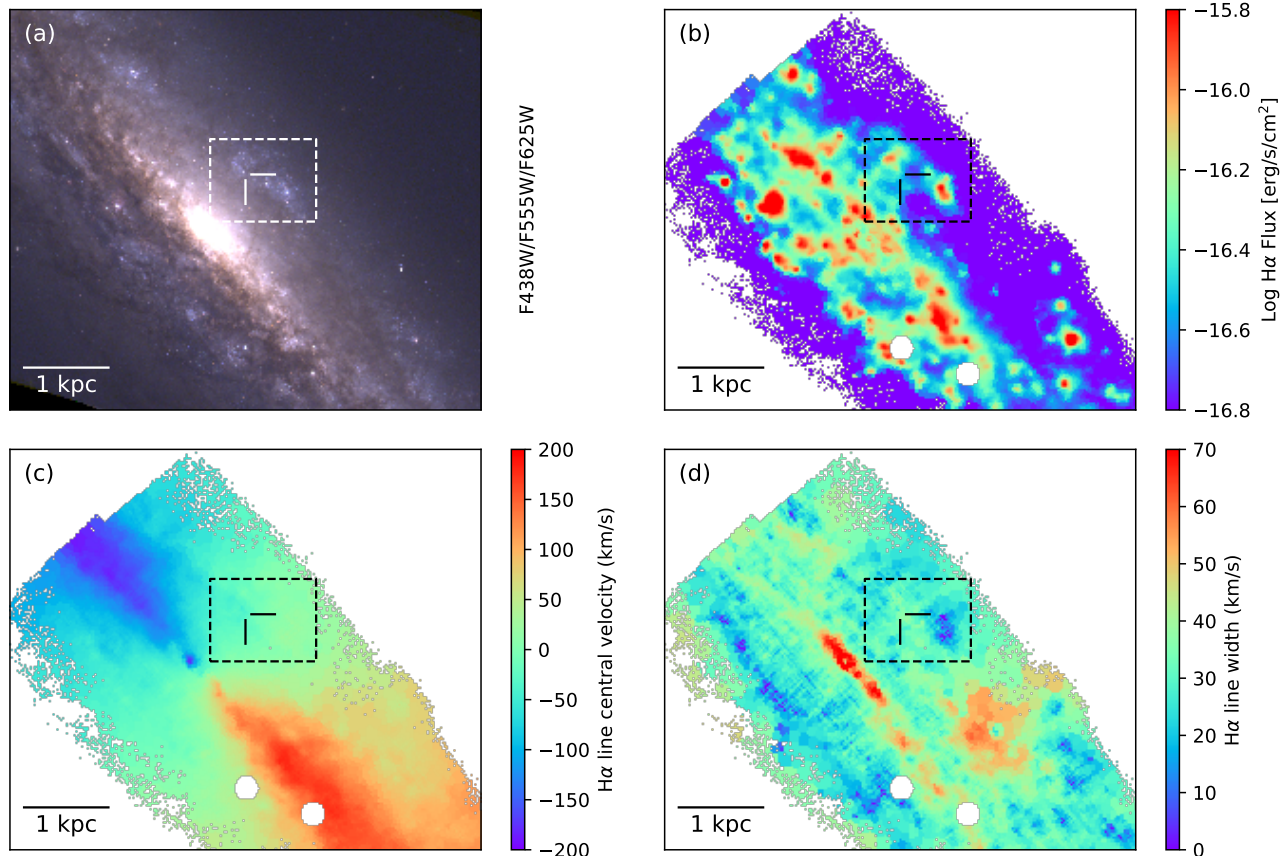 (a)
1 kpc
F438W/F555W/F625W
(b)
1 kpc
−15.8
−16.0
−16.2
−16.4
−16.6
−16.8
Log Hα Flux [erg/s/cm²]
(c)
1 kpc
200
150
100
50
0
−50
−100
−150
−200
Hα line central velocity (km/s)
(d)
1 kpc
70
60
50
40
30
20
10
0
Hα line width (km/s)